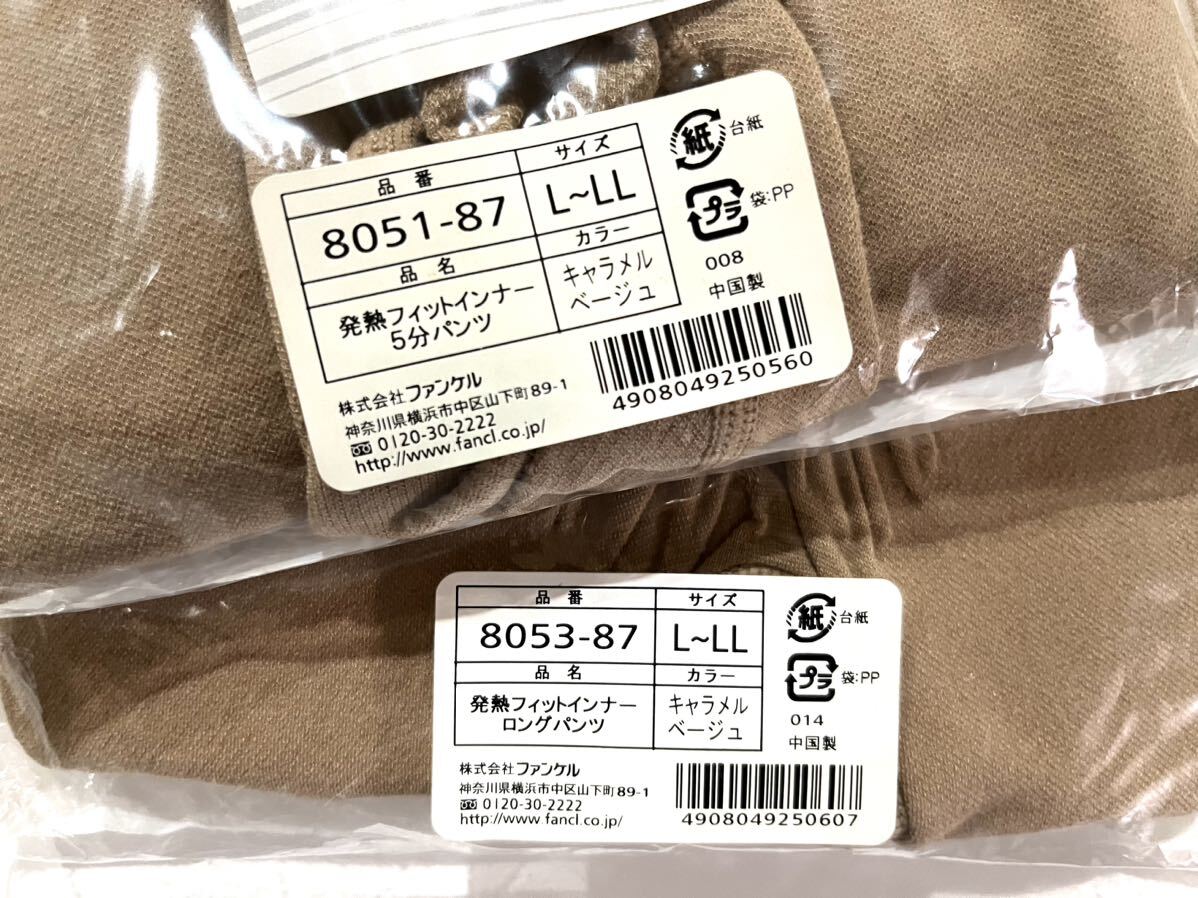 品番
サイズ
8051-87
L~LL
品名
カラー
発熱フィットインナー
5分パンツ
キャラメル
ベージュ
紙
台紙
プラ
袋:PP
008
中国製
株式会社ファンケル
神奈川県横浜市中区山下町89-1
0120-30-2222
http://www.fancl.co.jp/
4908049250560
品番
サイズ
8053-87
L~LL
品名
カラー
発熱フィットインナー
ロングパンツ
キャラメル
ベージュ
紙
台紙
プラ
袋:PP
014
中国製
株式会社ファンケル
神奈川県横浜市中区山下町89-1
0120-30-2222
http://www.fancl.co.jp/
4908049250607